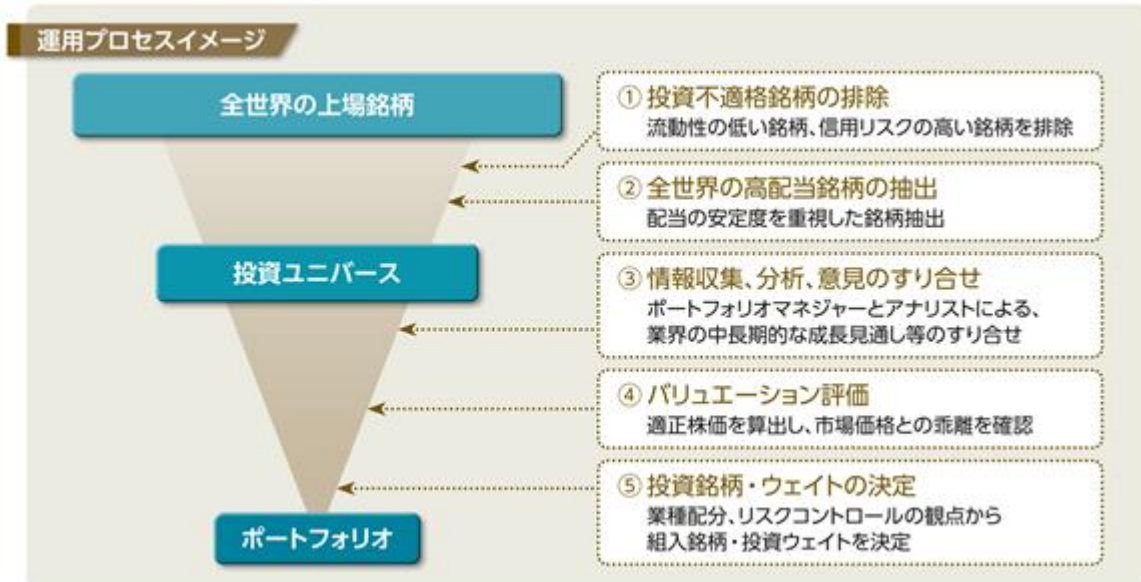 運用プロセスイメージ
全世界の上場銘柄
① 投資不適格銘柄の排除
流動性の低い銘柄、信用リスクの高い銘柄を排除
② 全世界の高配当銘柄の抽出
配当の安定度を重視した銘柄抽出
投資ユニバース
③ 情報収集、分析、意見のすり合せ
ポートフォリオマネジャーとアナリストによる、
業界の中長期的な成長見通し等のすり合せ
④ バリュエーション評価
適正株価を算出し、市場価格との乖離を確認
⑤ 投資銘柄・ウェイトの決定
業種配分、リスクコントロールの観点から
組入銘柄・投資ウェイトを決定
ポートフォリオ